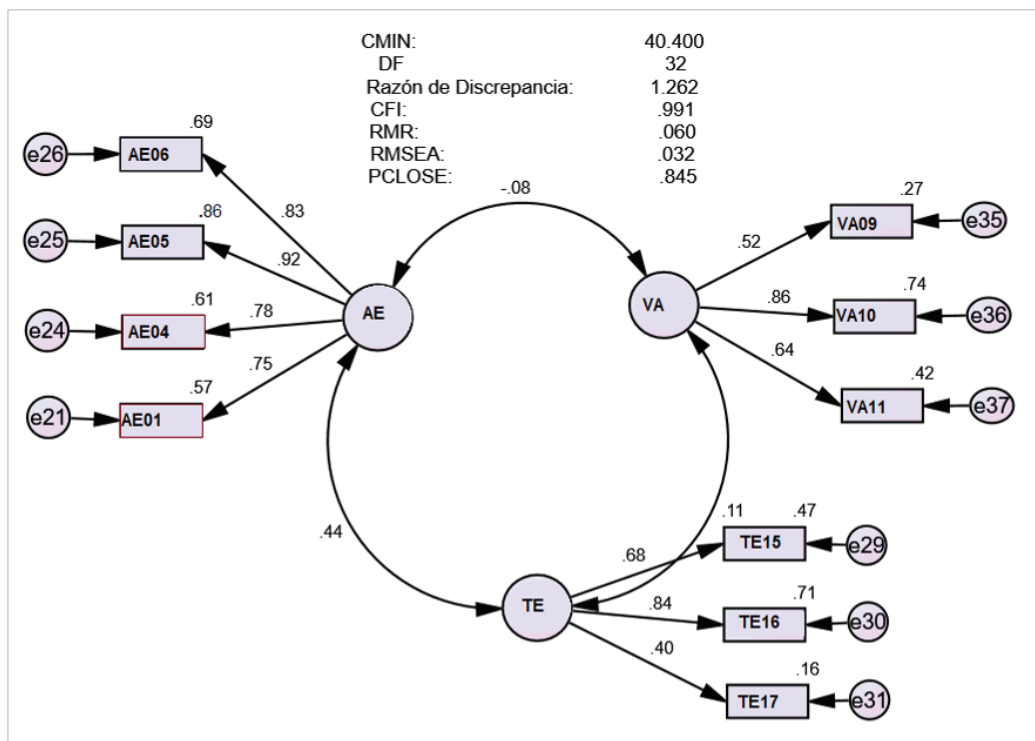 CMIN: 40.400
DF 32
Razón de Discrepancia: 1.262
CFI: .991
RMR: .060
RMSEA: .032
PCLOSE: .845
-.08
.69
e26 AE06
.83
.86
e25 AE05
.92
.61
e24 AE04
.78
.57
e21 AE01
.75
AE
VA
.27
.52 VA09 e35
.74
.86 VA10 e36
.64
.42
VA11 e37
.44
.11 .47
.68 TE15 e29
TE
.71
.84 TE16 e30
.40
.16
TE17 e31